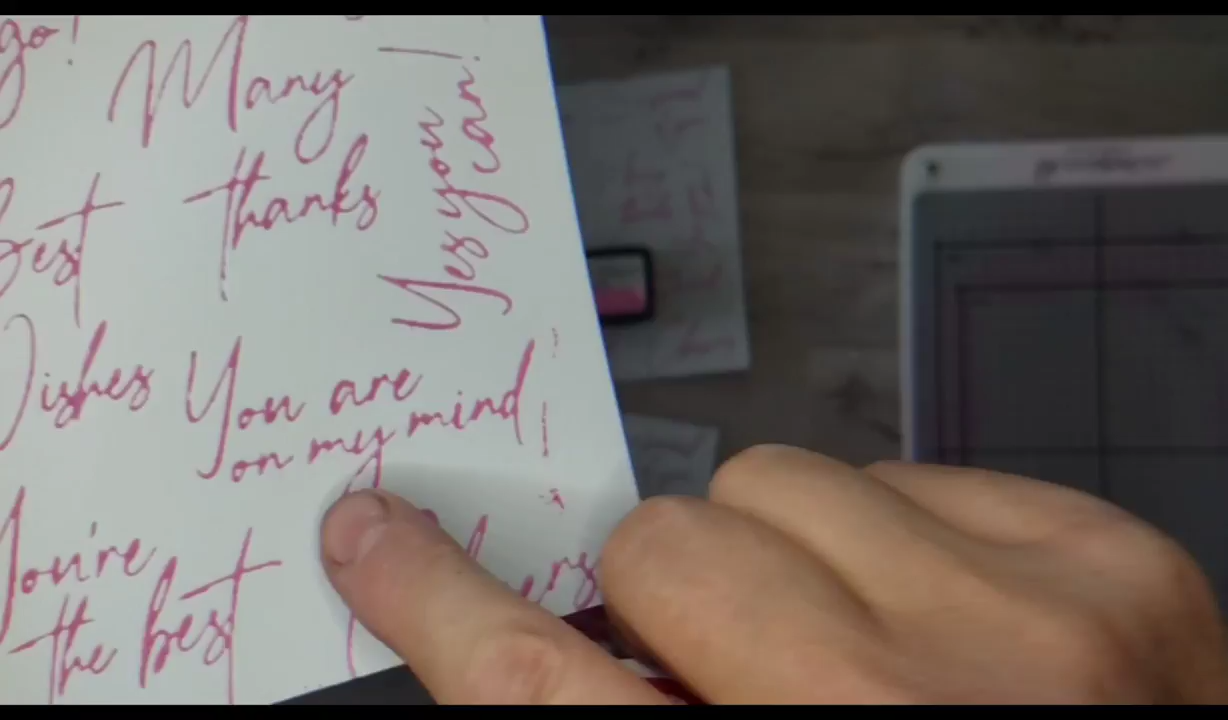 go!
Many
thanks
Yes you
can!
Best
Wishes
You are
on my mind
You're
the best